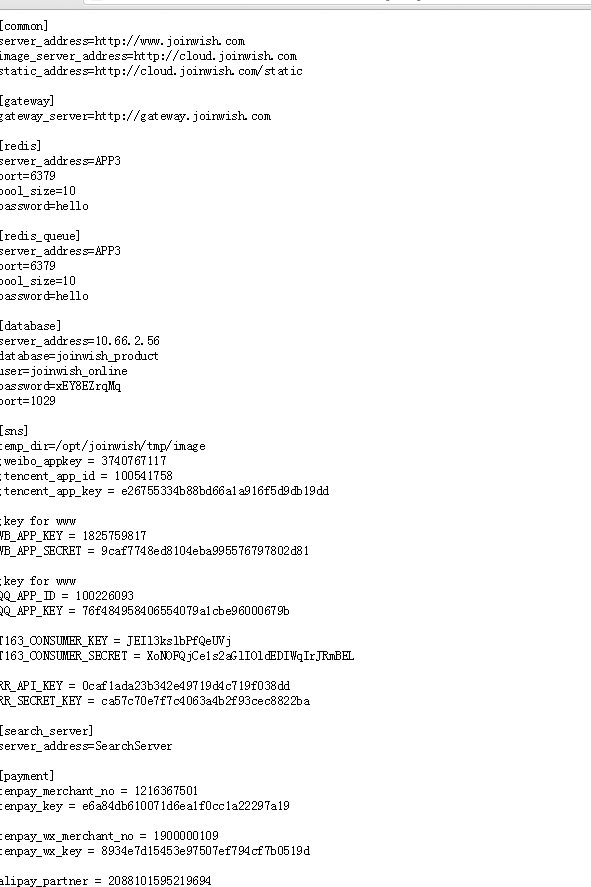 [common]
server_address=http://www.joinwish.com
image_server_address=http://cloud.joinwish.com
static_address=http://cloud.joinwish.com/static
[gateway]
gateway_server=http://gateway.joinwish.com
[redis]
server_address=APP3
port=6379
pool_size=10
password=hello
[redis_queue]
server_address=APP3
port=6379
pool_size=10
password=hello
[database]
server_address=10.66.2.56
database=joinwish_product
user=joinwish_online
password=xEY8EZrqMq
port=1029
[sns]
temp_dir=/opt/joinwish/tmp/image
;weibo_appkey = 3740767117
;tencent_app_id = 100541758
;tencent_app_key = e26755334b88bd66a1a916f5d9db19dd
;key for www
WB_APP_KEY = 1825759817
WB_APP_SECRET = 9caf7748ed8104eba995576797802d81
;key for www
QQ_APP_ID = 100226093
QQ_APP_KEY = 76f484958406554079a1cbe96000679b
T163_CONSUMER_KEY = JEIl3kslbPfQeUVj
T163_CONSUMER_SECRET = XoNOFQjCe1s2aGlIOldEDIWqIrJRmBEL
RR_API_KEY = 0caf1ada23b342e49719d4c719f038dd
RR_SECRET_KEY = ca57c70e7f7c4063a4b2f93cec8822ba
[search_server]
server_address=SearchServer
[payment]
tenpay_merchant_no = 1216367501
tenpay_key = e6a84db610071d6ea1f0cc1a22297a19
tenpay_wx_merchant_no = 1900000109
tenpay_wx_key = 8934e7d15453e97507ef794cf7b0519d
alipay_partner = 2088101595219694